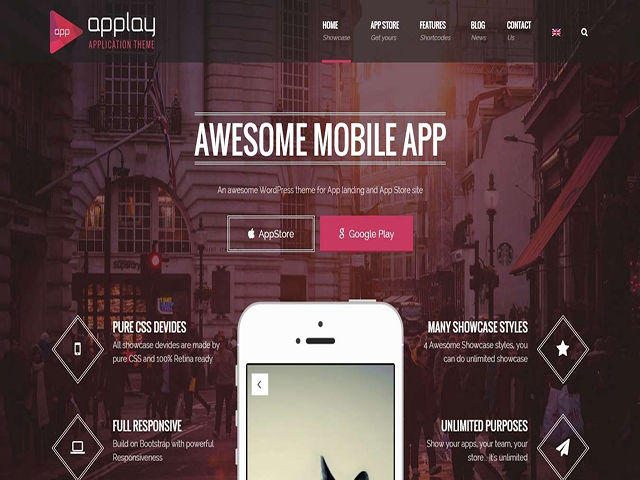 app
applay
APPLICATION THEME
HOME
Showcase
APP STORE
Get yours
FEATURES
Shortcodes
BLOG
News
CONTACT
Us
AWESOME MOBILE APP
An awesome WordPress theme for App landing and App Store site
AppStore
Google Play
PURE CSS DEVIDES
All showcase devides are made by
pure CSS and 100% Retina ready
MANY SHOWCASE STYLES
4 Awesome Showcase styles, you
can do unlimited showcase
FULL RESPONSIVE
Build on Bootstrap with powerful
Responsiveness
UNLIMITED PURPOSES
Show your apps, your team, your
store... It's unlimited